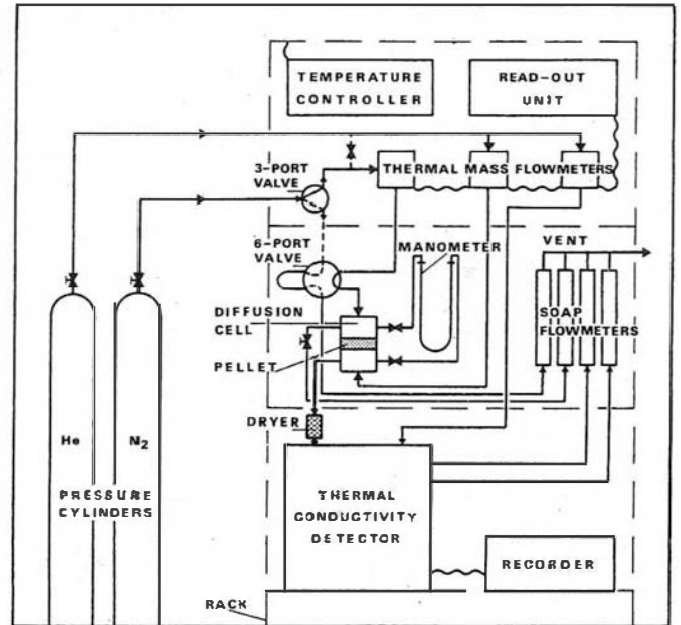 TEMPERATURE
CONTROLLER
READ-OUT
UNIT
3-PORT
VALVE
THERMAL MASS FLOWMETERS
6-PORT
VALVE
MANOMETER
VENT
DIFFUSION
CELL
SOAP
FLOWMETERS
PELLET
DRYER
He
N2
PRESSURE
CYLINDERS
THERMAL
CONDUCTIVITY
DETECTOR
RECORDER
RACK